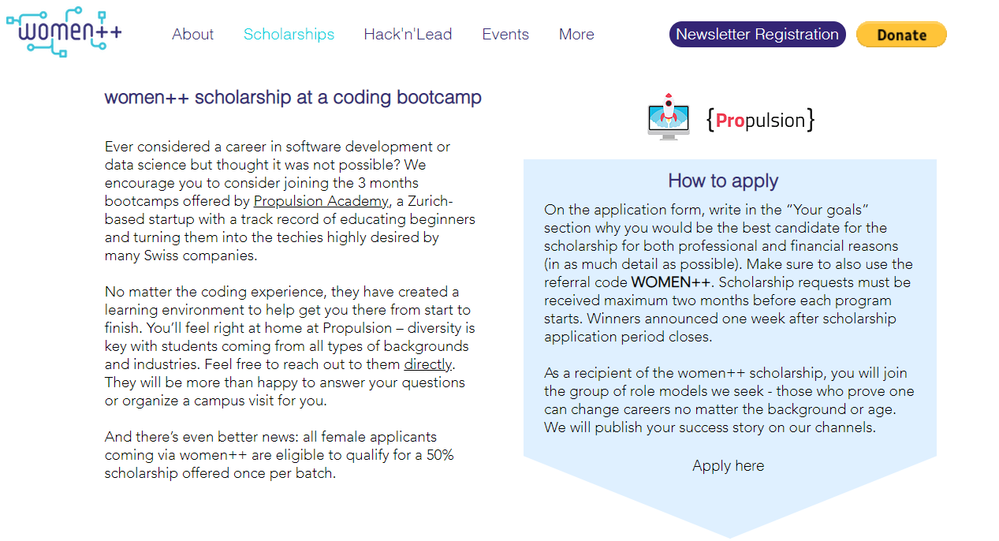 women++
About
Scholarships
Hack'n'Lead
Events
More
Newsletter Registration
Donate
women++ scholarship at a coding bootcamp
Ever considered a career in software development or
data science but thought it was not possible? We
encourage you to consider joining the 3 months
bootcamps offered by Propulsion Academy, a Zurich-
based startup with a track record of educating beginners
and turning them into the techies highly desired by
many Swiss companies.
No matter the coding experience, they have created a
learning environment to help get you there from start to
finish. You’ll feel right at home at Propulsion – diversity is
key with students coming from all types of backgrounds
and industries. Feel free to reach out to them directly.
They will be more than happy to answer your questions
or organize a campus visit for you.
And there’s even better news: all female applicants
coming via women++ are eligible to qualify for a 50%
scholarship offered once per batch.
{Propulsion}
How to apply
On the application form, write in the “Your goals”
section why you would be the best candidate for the
scholarship for both professional and financial reasons
(in as much detail as possible). Make sure to also use the
referral code WOMEN++. Scholarship requests must be
received maximum two months before each program
starts. Winners announced one week after scholarship
application period closes.
As a recipient of the women++ scholarship, you will join
the group of role models we seek - those who prove one
can change careers no matter the background or age.
We will publish your success story on our channels.
Apply here